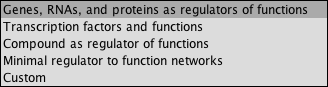 Genes, RNAs, and proteins as regulators of functions
Transcription factors and functions
Compound as regulator of functions
Minimal regulator to function networks
Custom